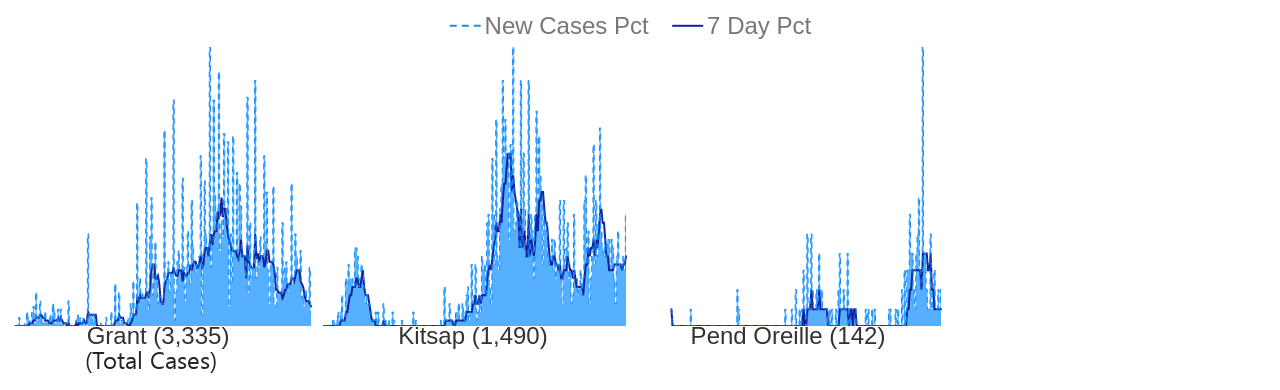 New Cases Pct 7 Day Pct
Grant (3,335) Kitsap (1,490) Pend Oreille (142)
(Total Cases)